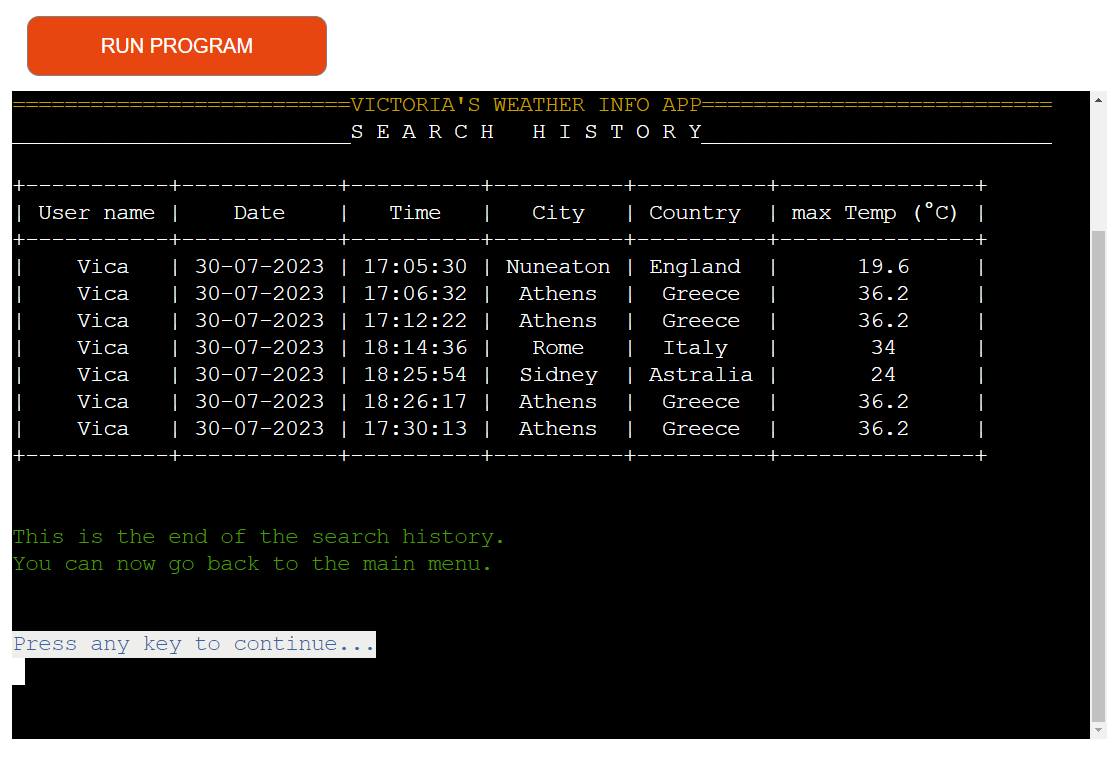 RUN PROGRAM
==========================VICTORIA'S WEATHER INFO APP===========================
__________________________S E A R C H   H I S T O R Y___________________________
+-----------+------------+----------+----------+----------+---------------+
| User name |    Date    |   Time   |   City   | Country  | max Temp (˚C) |
+-----------+------------+----------+----------+----------+---------------+
|    Vica   | 30-07-2023 | 17:05:30 | Nuneaton | England  |      19.6     |
|    Vica   | 30-07-2023 | 17:06:32 |  Athens  |  Greece  |      36.2     |
|    Vica   | 30-07-2023 | 17:12:22 |  Athens  |  Greece  |      36.2     |
|    Vica   | 30-07-2023 | 18:14:36 |   Rome   |  Italy   |       34      |
|    Vica   | 30-07-2023 | 18:25:54 |  Sidney  | Astralia |       24      |
|    Vica   | 30-07-2023 | 18:26:17 |  Athens  |  Greece  |      36.2     |
|    Vica   | 30-07-2023 | 17:30:13 |  Athens  |  Greece  |      36.2     |
+-----------+------------+----------+----------+----------+---------------+
This is the end of the search history.
You can now go back to the main menu.
Press any key to continue...